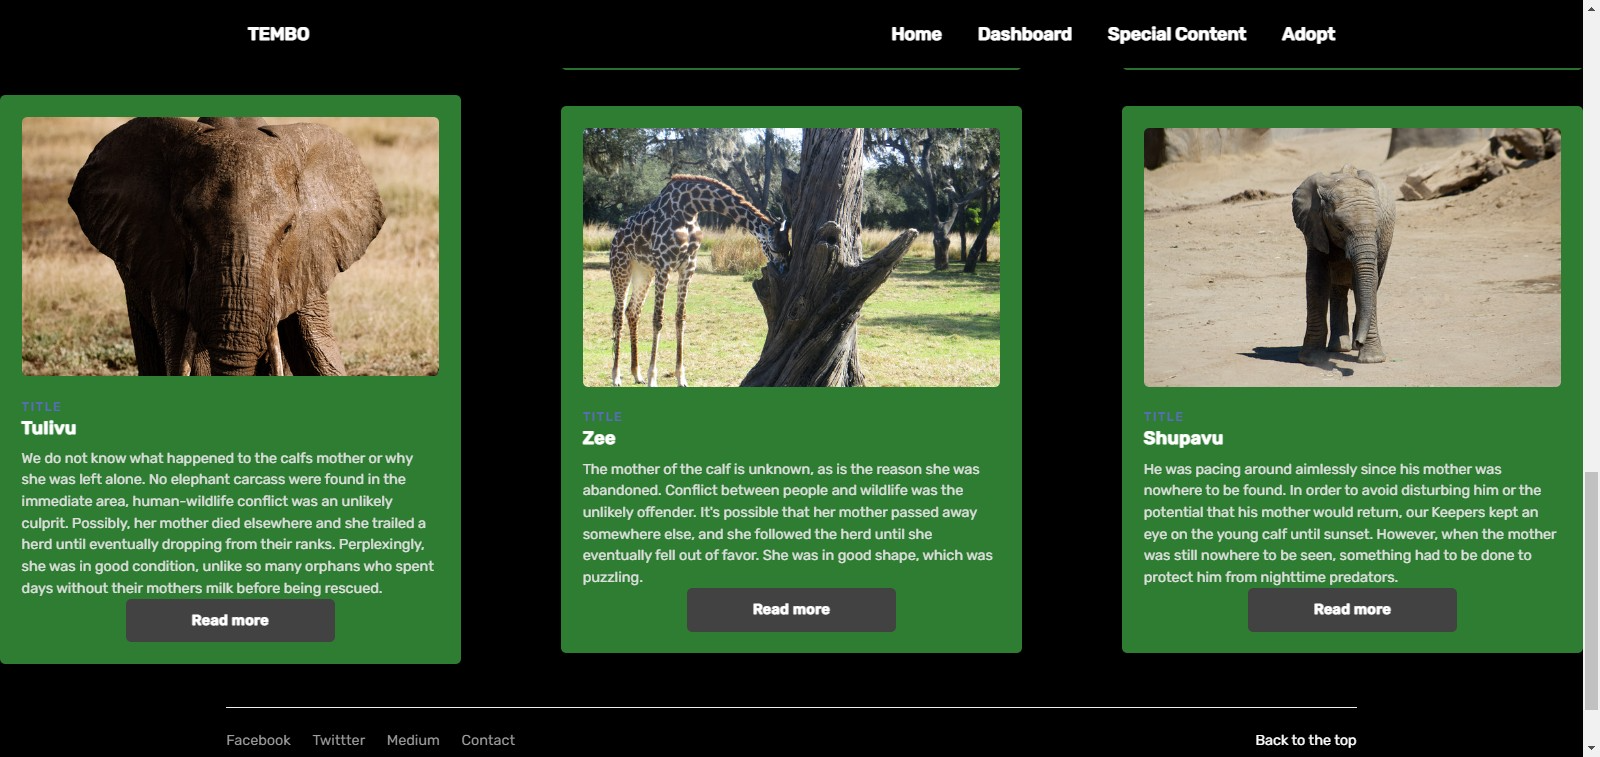 TEMBO
Home Dashboard Special Content Adopt
TITLE
Tulivu
We do not know what happened to the calfs mother or why
she was left alone. No elephant carcass were found in the
immediate area, human-wildlife conflict was an unlikely
culprit. Possibly, her mother died elsewhere and she trailed a
herd until eventually dropping from their ranks. Perplexingly,
she was in good condition, unlike so many orphans who spent
days without their mothers milk before being rescued.
Read more
TITLE
Zee
The mother of the calf is unknown, as is the reason she was
abandoned. Conflict between people and wildlife was the
unlikely offender. It's possible that her mother passed away
somewhere else, and she followed the herd until she
eventually fell out of favor. She was in good shape, which was
puzzling.
Read more
TITLE
Shupavu
He was pacing around aimlessly since his mother was
nowhere to be found. In order to avoid disturbing him or the
potential that his mother would return, our Keepers kept an
eye on the young calf until sunset. However, when the mother
was still nowhere to be seen, something had to be done to
protect him from nighttime predators.
Read more
Facebook Twittter Medium Contact
Back to the top